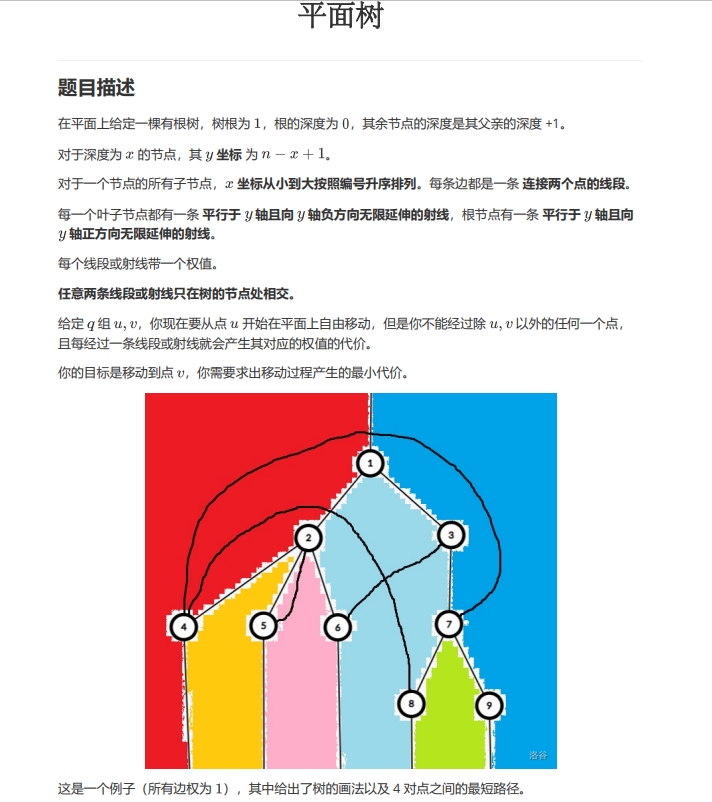 平面树
题目描述
在平面上给定一棵有根树，树根为 1，根的深度为 0，其余节点的深度是其父亲的深度 +1。
对于深度为 x 的节点，其 y 坐标 为 n − x + 1。
对于一个节点的所有子节点，x 坐标从小到大按照编号升序排列。每条边都是一条 连接两个点的线段。
每一个叶子节点都有一条 平行于 y 轴且向 y 轴负方向无限延伸的射线，根节点有一条 平行于 y 轴且向
y 轴正方向无限延伸的射线。
每个线段或射线带一个权值。
任意两条线段或射线只在树的节点处相交。
给定 q 组 u, v，你现在要从点 u 开始在平面上自由移动，但是你不能经过除 u, v 以外的任何一个点，
且每经过一条线段或射线就会产生其对应的权值的代价。
你的目标是移动到点 v，你需要求出移动过程产生的最小代价。
1
2
3
4
5
6
7
8
9
洛谷
这是一个例子（所有边权为 1），其中给出了树的画法以及 4 对点之间的最短路径。